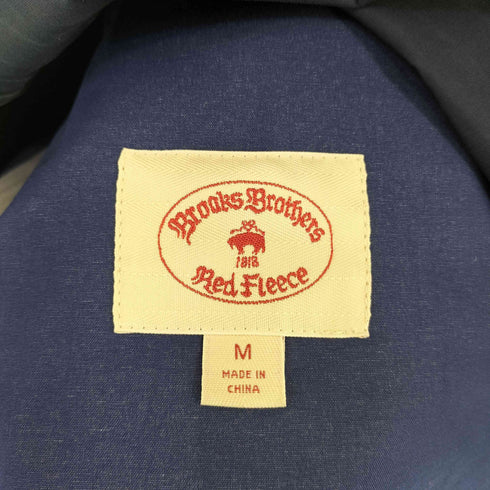 Brooks Brothers
1818
Red Fleece
M
MADE IN
CHINA